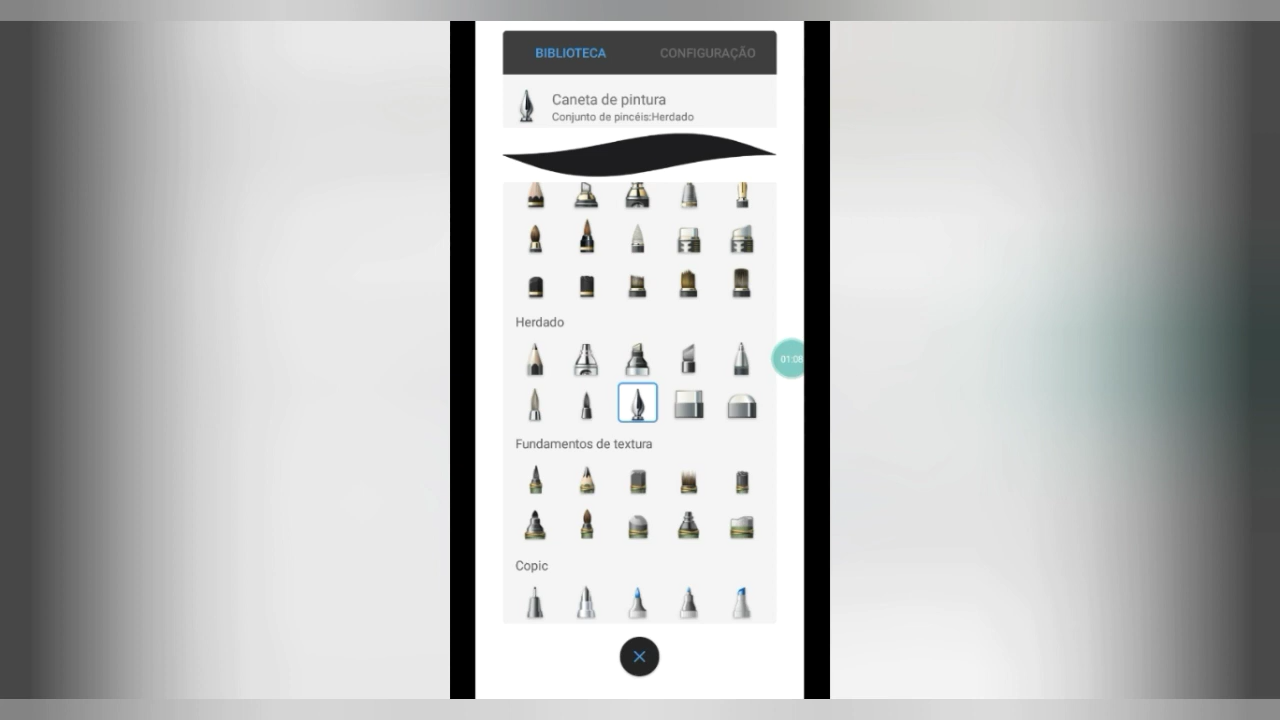 BIBLIOTECA CONFIGURAÇÃO
Caneta de pintura
Conjunto de pincéis:Herdado
Herdado
01:08
Fundamentos de textura
Copic